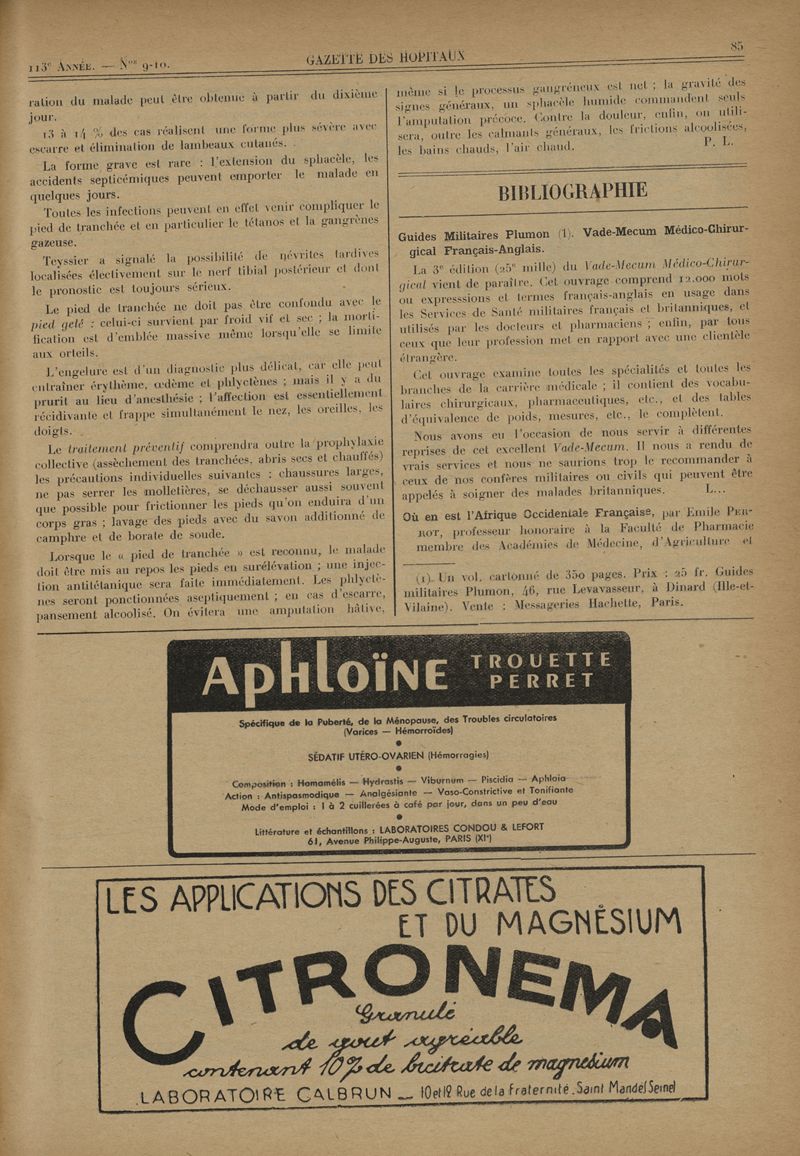 113e ANNÉE. — Nos 9-10.
GAZETTE DES HOPITAUX
85
ration du malade peut être obtenue à partir du dixième
jour.
13 à 14 % des cas réalisent une forme plus sévère avec
escarre et élimination de lambeaux cutanés.
La forme grave est rare : l'extension du sphacèle, les
accidents septicémiques peuvent emporter le malade en
quelques jours.
Toutes les infections peuvent en effet venir compliquer le
pied de tranchée et en particulier le tétanos et la gangrènes
gazeuse.
Teyssier a signalé la possibilité de névrites tardives
localisées électivement sur le nerf tibial postérieur et dont
le pronostic est toujours sérieux.
Le pied de tranchée ne doit pas être confondu avec le
pied gelé : celui-ci survient par froid vif et sec ; la morti-
fication est d'emblée massive même lorsqu'elle se limite
aux orteils.
L'engelure est d'un diagnostic plus délicat, car elle peut
entraîner érythème, œdème et phlyctènes ; mais il y a du
prurit au lieu d'anesthésie ; l'affection est essentiellement
récidivante et frappe simultanément le nez, les oreilles, les
doigts.
Le traitement préventif comprendra outre la prophylaxie
collective (assèchement des tranchées, abris secs et chauffés)
les précautions individuelles suivantes : chaussures larges,
ne pas serrer les molletières, se déchausser aussi souvent
que possible pour frictionner les pieds qu'on enduira d'un
corps gras ; lavage des pieds avec du savon additionné de
camphre et de borate de soude.
Lorsque le « pied de tranchée » est reconnu, le malade
doit être mis au repos les pieds en surélévation ; une injec-
tion antitétanique sera faite immédiatement. Les phlyctè-
nes seront ponctionnées aseptiquement ; en cas d'escarre,
pansement alcoolisé. On évitera une amputation hâtive,
même si le processus gangréneux est net ; la gravité des
signes généraux, un sphacèle humide commandent seuls
l'amputation précoce. Contre la douleur, enfin, on utili-
sera, outre les calmants généraux, les frictions alcoolisées,
les bains chauds, l'air chaud.
P. L.
BIBLIOGRAPHIE
Guides Militaires Plumon (1). Vade-Mecum Médico-Chirur-
gical Français-Anglais.
La 3e édition (25e mille) du Vade-Mecum Médico-Chirur-
gical vient de paraître. Cet ouvrage comprend 12.000 mots
ou expresssions et termes français-anglais en usage dans
les Services de Santé militaires français et britanniques, et
utilisés par les docteurs et pharmaciens ; enfin, par tous
ceux que leur profession met en rapport avec une clientèle
étrangère.
Cet ouvrage examine toutes les spécialités et toutes les
branches de la carrière médicale ; il contient des vocabu-
laires chirurgicaux, pharmaceutiques, etc., et des tables
d'équivalence de poids, mesures, etc., le complètent.
Nous avons eu l'occasion de nous servir à différentes
reprises de cet excellent Vade-Mecum. Il nous a rendu de
vrais services et nous ne saurions trop le recommander à
ceux de nos confères militaires ou civils qui peuvent être
appelés à soigner des malades britanniques. L...
Où en est l'Afrique Occidentale Française, par Emile PER-
ROT, professeur honoraire à la Faculté de Pharmacie
membre des Académies de Médecine, d'Agriculture et
(1). Un vol. cartonné de 350 pages. Prix : 25 fr. Guides
militaires Plumon, 46, rue Levavasseur, à Dinard (Ille-et-
Vilaine). Vente : Messageries Hachette, Paris.
Aphloïne TROUETTE
PERRET
Spécifique de la Puberté, de la Ménopause, des Troubles circulatoires
(Varices — Hémorroïdes)
SÉDATIF UTÉRO-OVARIEN (Hémorragies)
Composition : Hamamélis — Hydrastis — Viburnum — Piscidia — Aphloia
Action : Antispasmodique — Analgésiante — Vaso-Constrictive et Tonifiante
Mode d'emploi : 1 à 2 cuillerées à café par jour, dans un peu d'eau
Littérature et échantillons : LABORATOIRES CONDOU & LEFORT
61, Avenue Philippe-Auguste, PARIS (XIe)
LES APPLICATIONS DES CITRATES
ET DU MAGNÉSIUM
CITRONEMA
Granulé
de gout agréable
contenant 10% de bicitrate de magnesium
LABORATOIRE CALBRUN — 10 et 12 Rue de la Fraternité. Saint Mandé (Seine)